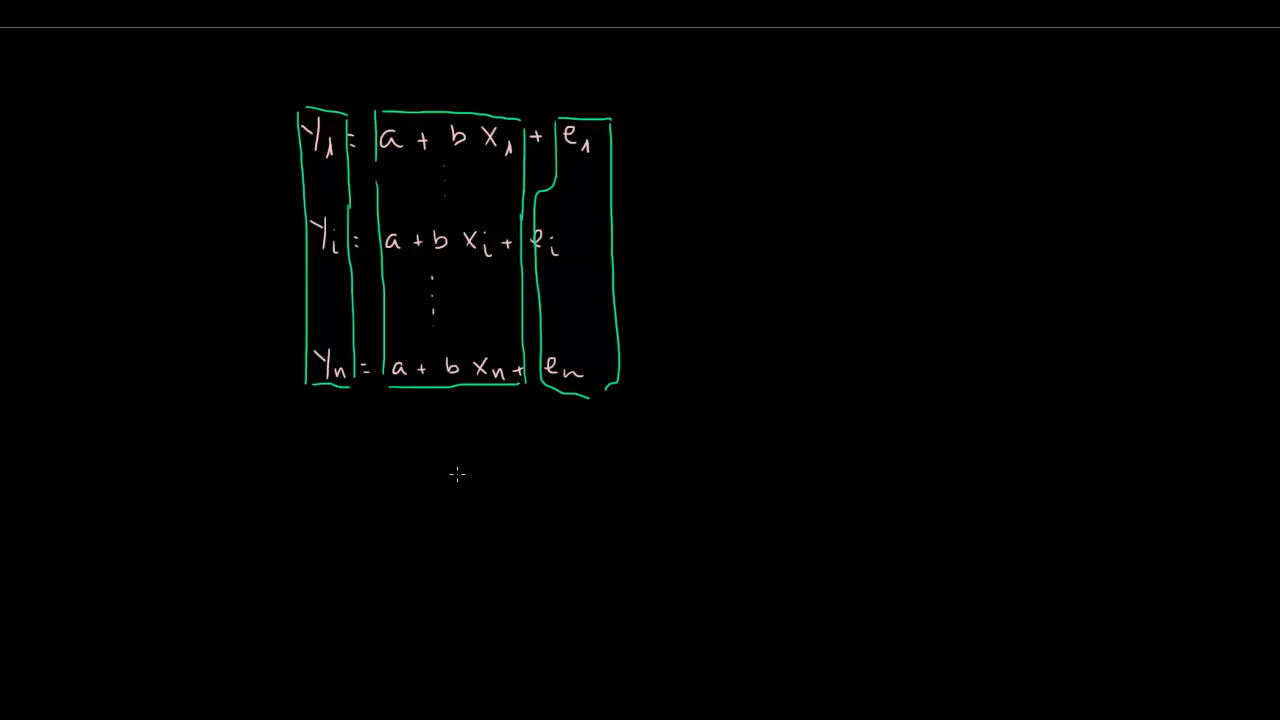 y₁ = a + b x₁ + e₁
yᵢ = a + b xᵢ + eᵢ
yₙ = a + b xₙ + eₙ